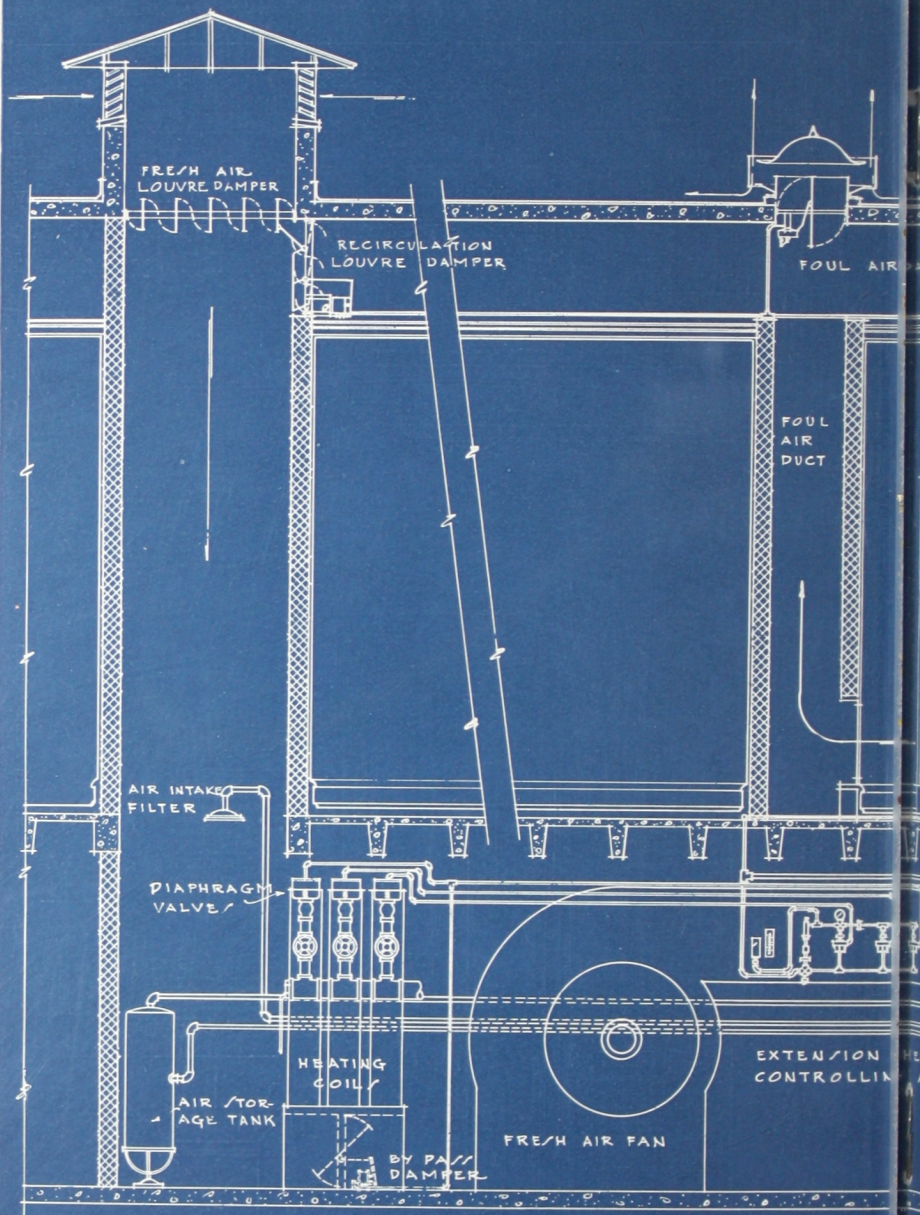 FRESH AIR
LOUVRE DAMPER
RECIRCULATION
LOUVRE DAMPER
FOUL AIR
FOUL
AIR
DUCT
AIR INTAKE
FILTER
DIAPHRAGM
VALVES
HEATING
COILS
AIR STOR-
AGE TANK
BY PASS
DAMPER
FRESH AIR FAN
EXTENSION
CONTROLLIN